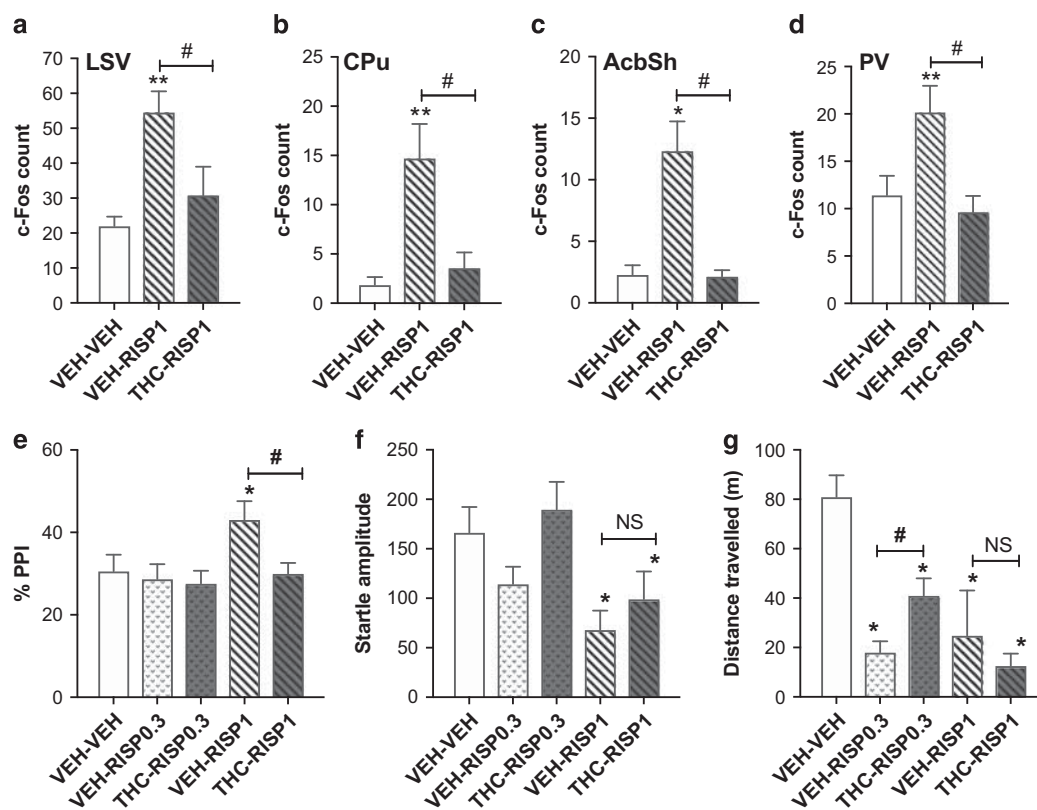 a
LSV
#
**
c-Fos count
70
60
50
40
30
20
10
0
VEH-VEH
VEH-RISP1
THC-RISP1
b
CPu
#
**
c-Fos count
25
20
15
10
5
0
VEH-VEH
VEH-RISP1
THC-RISP1
c
AcbSh
#
*
c-Fos count
20
15
10
5
0
VEH-VEH
VEH-RISP1
THC-RISP1
d
PV
#
**
c-Fos count
25
20
15
10
5
0
VEH-VEH
VEH-RISP1
THC-RISP1
e
#
*
% PPI
60
40
20
0
VEH-VEH
VEH-RISP0.3
THC-RISP0.3
VEH-RISP1
THC-RISP1
f
NS
*
*
Startle amplitude
250
200
150
100
50
0
VEH-VEH
VEH-RISP0.3
THC-RISP0.3
VEH-RISP1
THC-RISP1
g
#
NS
*
*
*
*
Distance travelled (m)
100
80
60
40
20
0
VEH-VEH
VEH-RISP0.3
THC-RISP0.3
VEH-RISP1
THC-RISP1